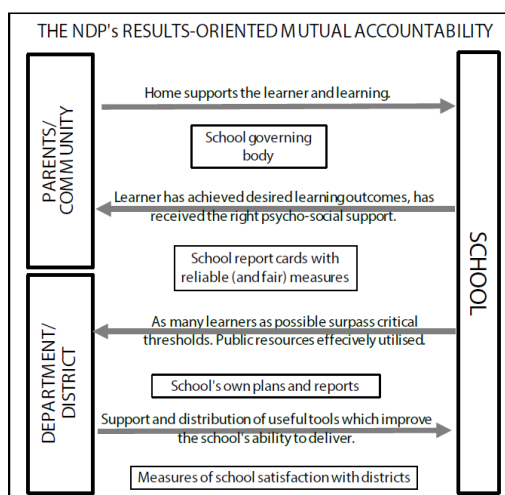 THE NDP's RESULTS-ORIENTED MUTUAL ACCOUNTABILITY
PARENTS/
COMMUNITY
Home supports the learner and learning.
School governing
body
Learner has achieved desired learning outcomes, has
received the right psycho-social support.
School report cards with
reliable (and fair) measures
SCHOOL
DEPARTMENT/
DISTRICT
As many learners as possible surpass critical
thresholds. Public resources effecively utilised.
School's own plans and reports
Support and distribution of useful tools which improve
the school's ability to deliver.
Measures of school satisfaction with districts